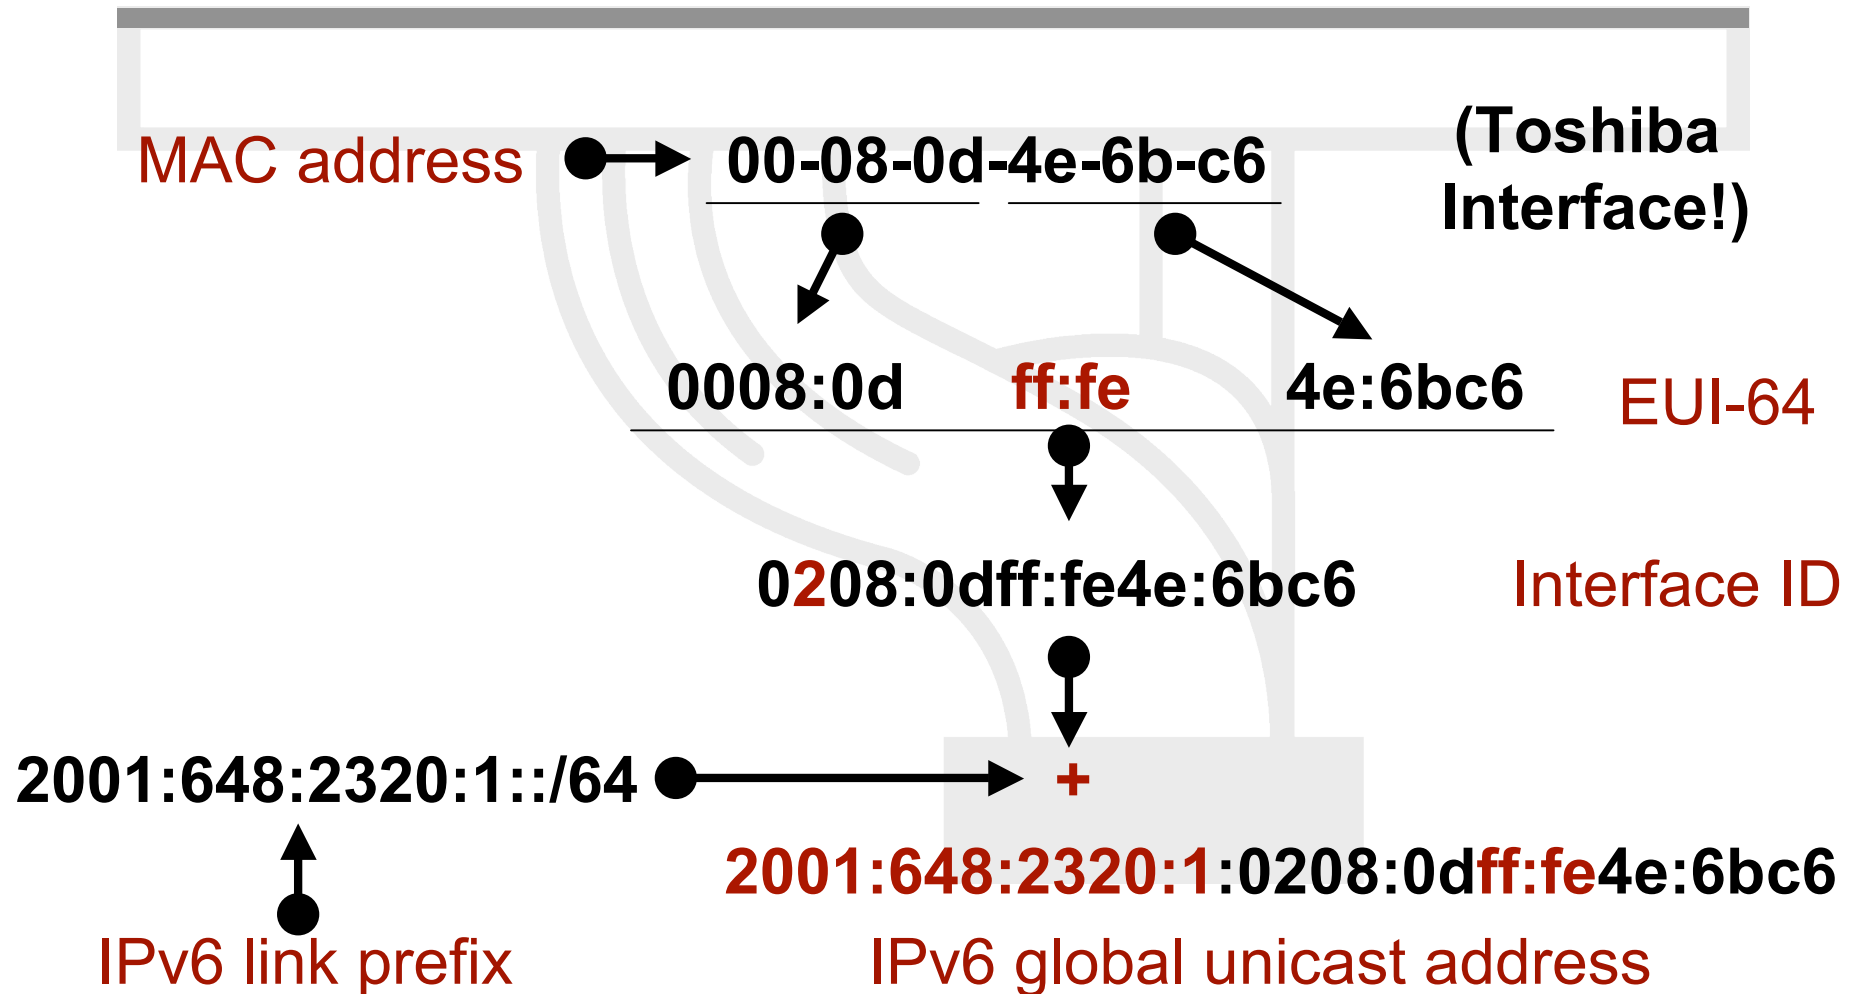 MAC address 00-08-0d-4e-6b-c6 (Toshiba
Interface!)
0008:0d ff:fe 4e:6bc6 EUI-64
0208:0dff:fe4e:6bc6 Interface ID
2001:648:2320:1::/64 +
2001:648:2320:1:0208:0dff:fe4e:6bc6
IPv6 link prefix IPv6 global unicast address